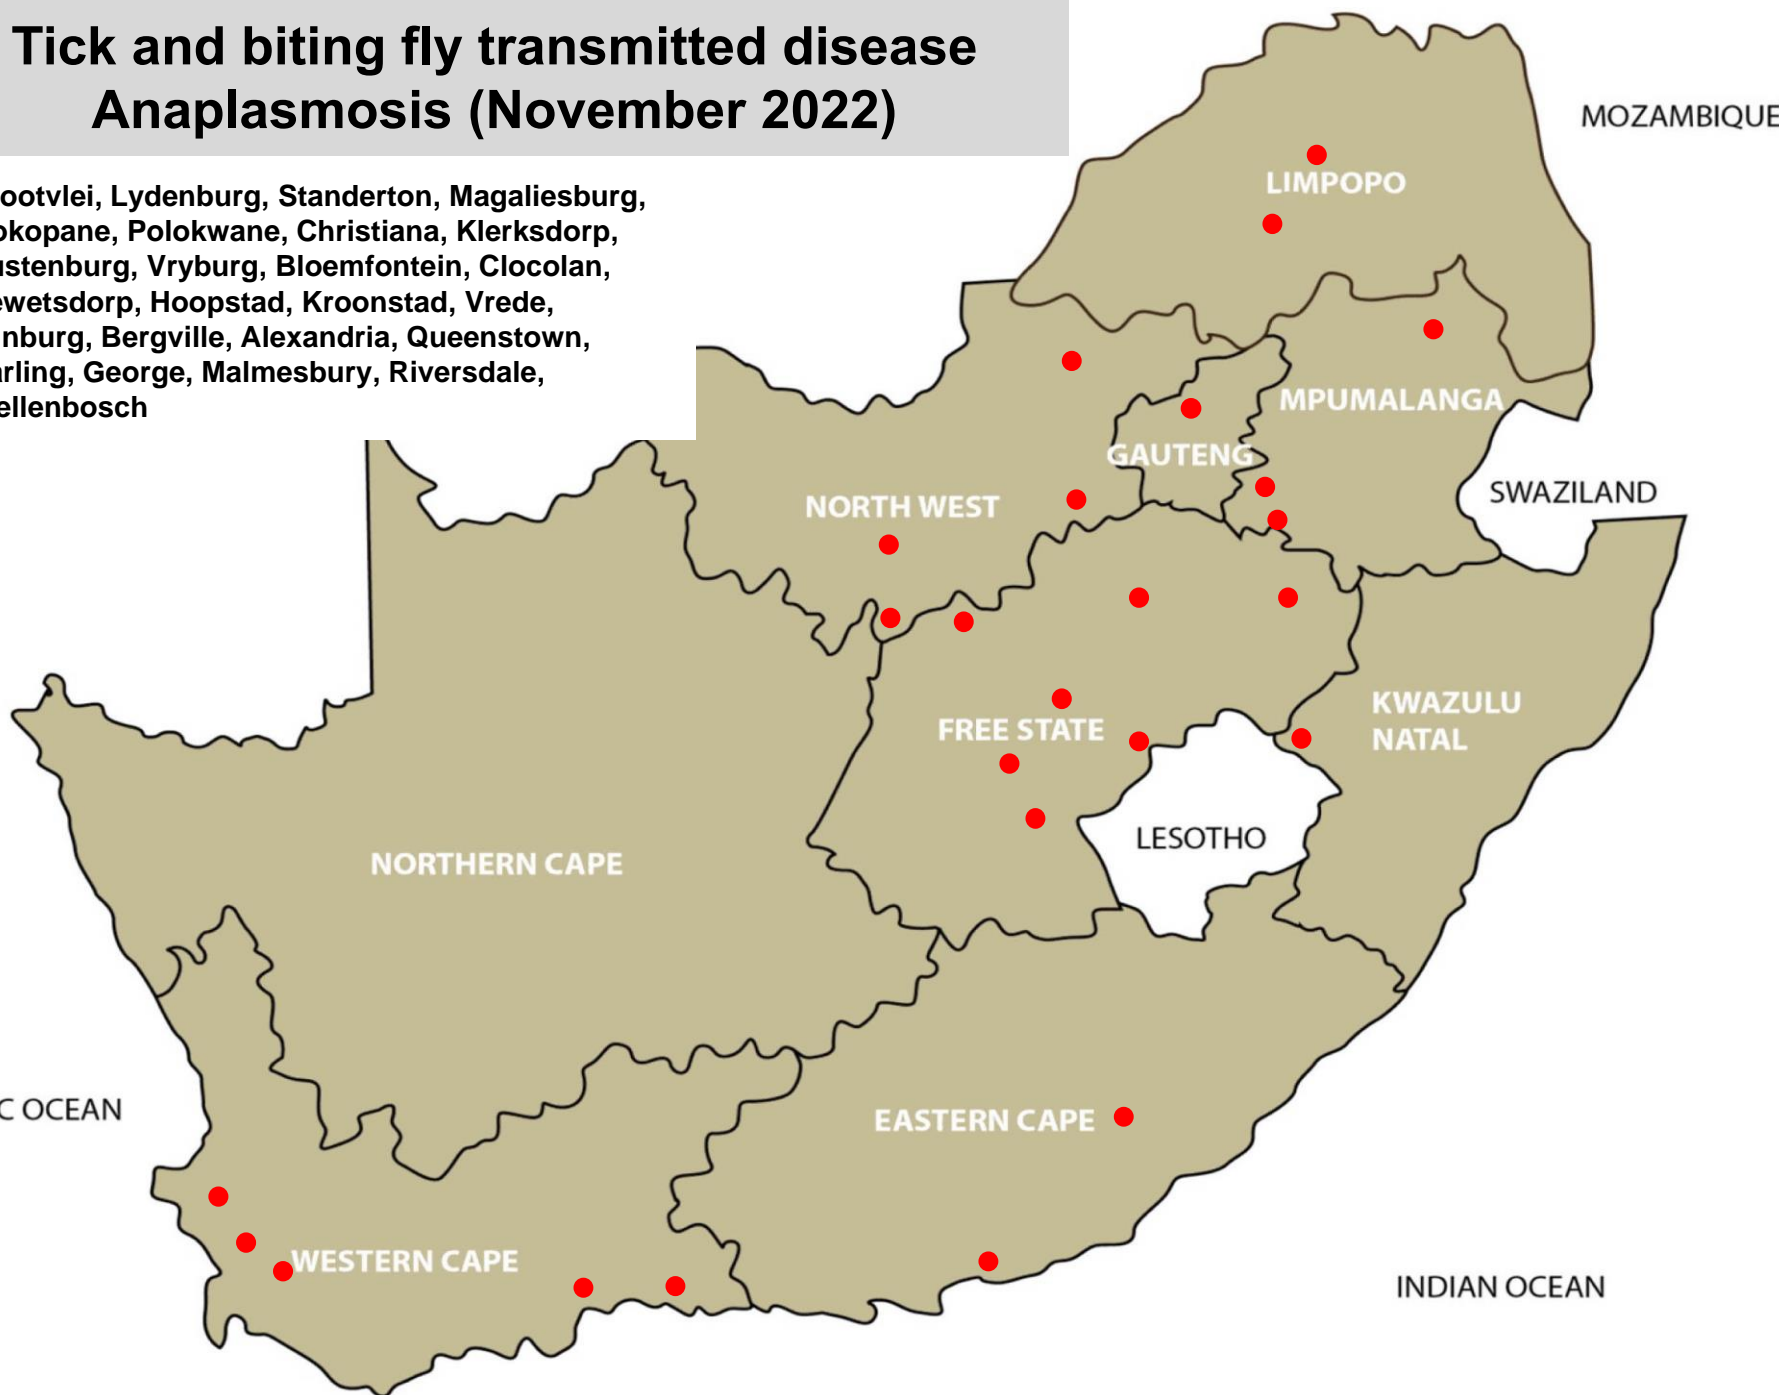 Tick and biting fly transmitted disease
Anaplasmosis (November 2022)
ootvlei, Lydenburg, Standerton, Magaliesburg,
okopane, Polokwane, Christiana, Klerksdorp,
ustenburg, Vryburg, Bloemfontein, Clocolan,
ewetsdorp, Hoopstad, Kroonstad, Vrede,
nburg, Bergville, Alexandria, Queenstown,
arling, George, Malmesbury, Riversdale,
ellenbosch
MOZAMBIQUE
LIMPOPO
MPUMALANGA
GAUTENG
SWAZILAND
NORTH WEST
KWAZULU
NATAL
FREE STATE
LESOTHO
NORTHERN CAPE
C OCEAN
EASTERN CAPE
WESTERN CAPE
INDIAN OCEAN